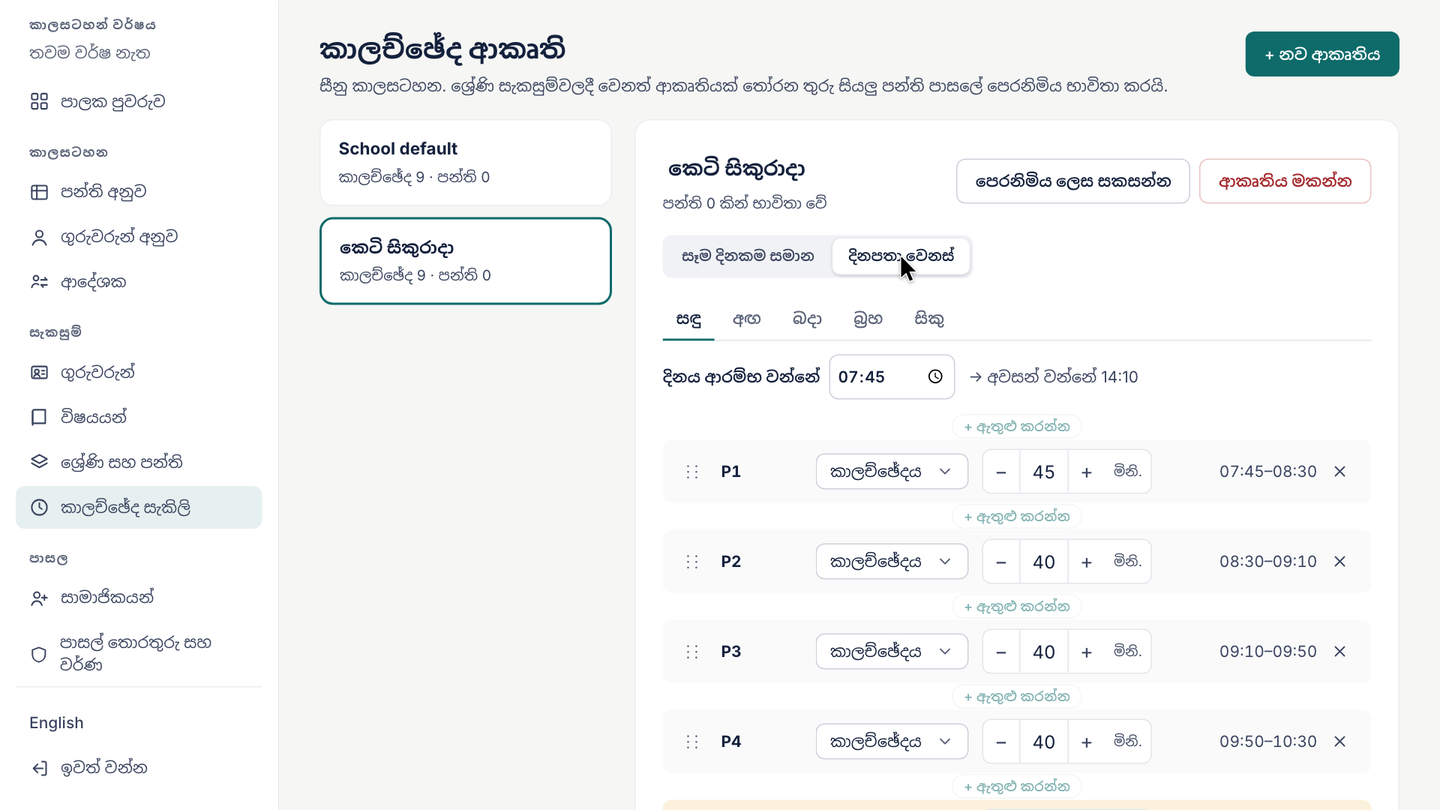 කාලසටහන් වර්ෂය
තවම වර්ෂ නැත
පාලක පුවරුව
කාලසටහන
පන්ති අනුව
ගුරුවරුන් අනුව
ආදේශක
සැකසුම්
ගුරුවරුන්
විෂයයන්
ශ්‍රේණි සහ පන්ති
කාලච්ඡේද සැකිලි
පාසල
සාමාජිකයන්
පාසල් තොරතුරු සහ
වර්ණ
English
ඉවත් වන්න
කාලච්ඡේද ආකෘති
සීනු කාලසටහන. ශ්‍රේණි සැකසුම්වලදී වෙනත් ආකෘතියක් තෝරන තුරු සියලු පන්ති පාසලේ පෙරනිමිය භාවිතා කරයි.
+ නව ආකෘතිය
School default
කාලච්ඡේද 9 · පන්ති 0
කෙටි සිකුරාදා
කාලච්ඡේද 9 · පන්ති 0
කෙටි සිකුරාදා
පන්ති 0 කින් භාවිතා වේ
පෙරනිමිය ලෙස සකසන්න
ආකෘතිය මකන්න
සෑම දිනකම සමාන
දිනපතා වෙනස්
සඳු අඟ බදා බ්‍රහ සිකු
දිනය ආරම්භ වන්නේ 07:45 → අවසන් වන්නේ 14:10
+ ඇතුළු කරන්න
P1 කාලච්ඡේදය − 45 + මිනි. 07:45–08:30 ×
+ ඇතුළු කරන්න
P2 කාලච්ඡේදය − 40 + මිනි. 08:30–09:10 ×
+ ඇතුළු කරන්න
P3 කාලච්ඡේදය − 40 + මිනි. 09:10–09:50 ×
+ ඇතුළු කරන්න
P4 කාලච්ඡේදය − 40 + මිනි. 09:50–10:30 ×
+ ඇතුළු කරන්න